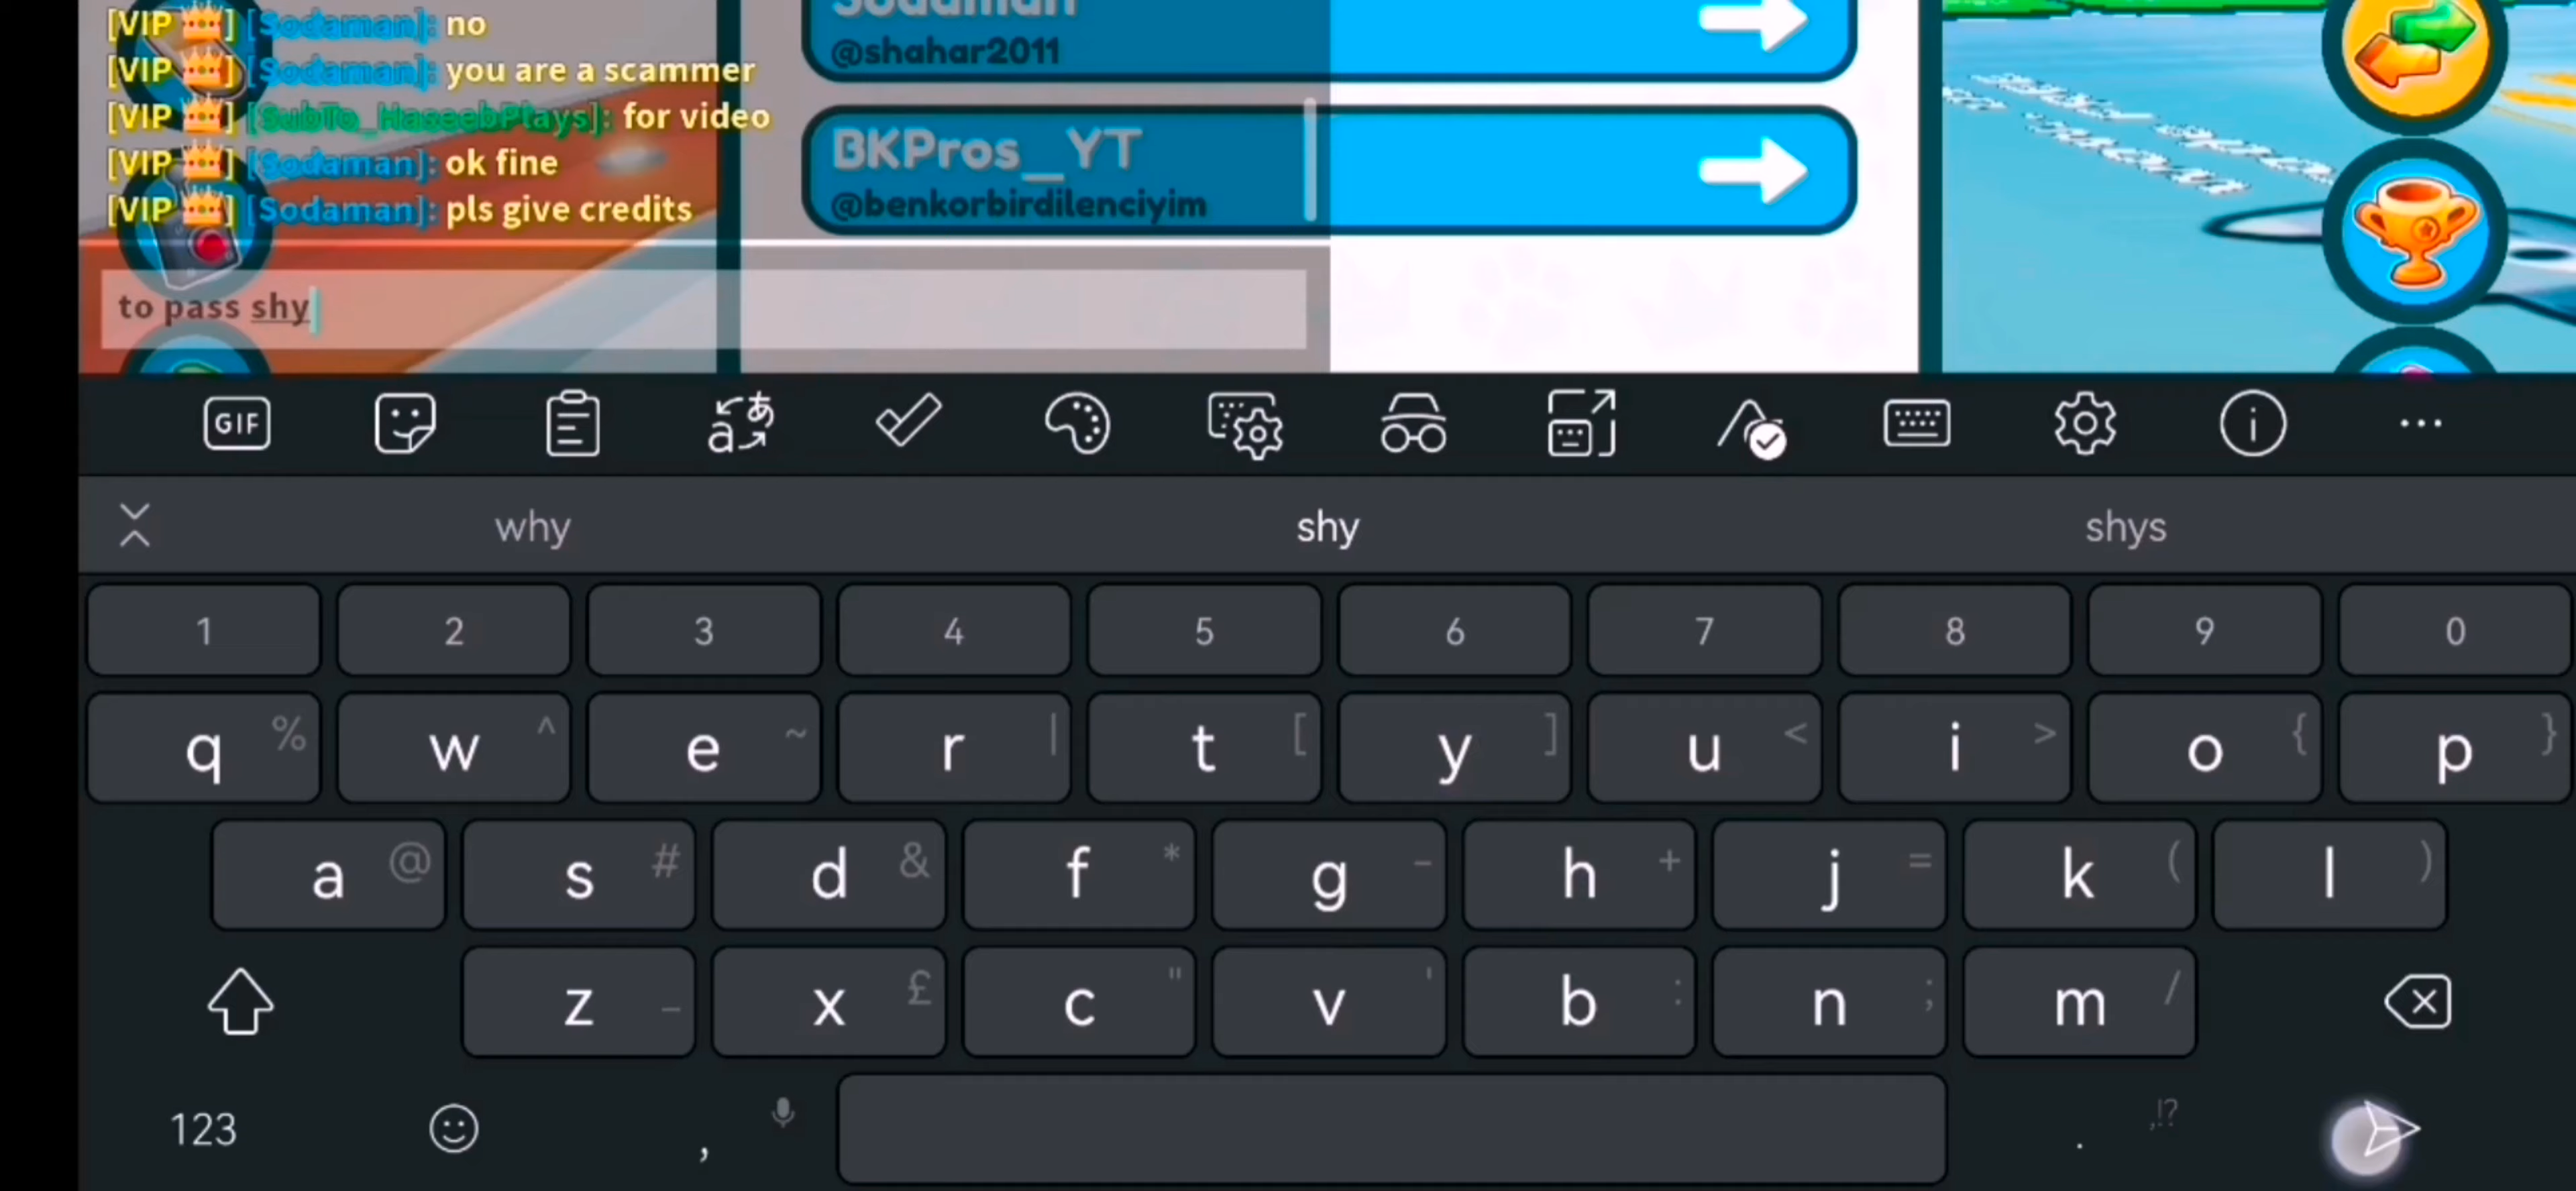 [VIP 👑] [Sodaman]: no
[VIP 👑] [Sodaman]: you are a scammer
[VIP 👑] [SubTo_HaseebPlays]: for video
[VIP 👑] [Sodaman]: ok fine
[VIP 👑] [Sodaman]: pls give credits
to pass shy
Sodaman
@shahar2011
BKPros_YT
@benkorbirdilenciyim
GIF
a あ
why shy shys
1 2 3 4 5 6 7 8 9 0
q % w ^ e ~ r | t [ y ] u < i > o { p }
a @ s # d & f * g - h + j = k ( l )
z _ x £ c " v ' b : n ; m /
123 , . ,!?